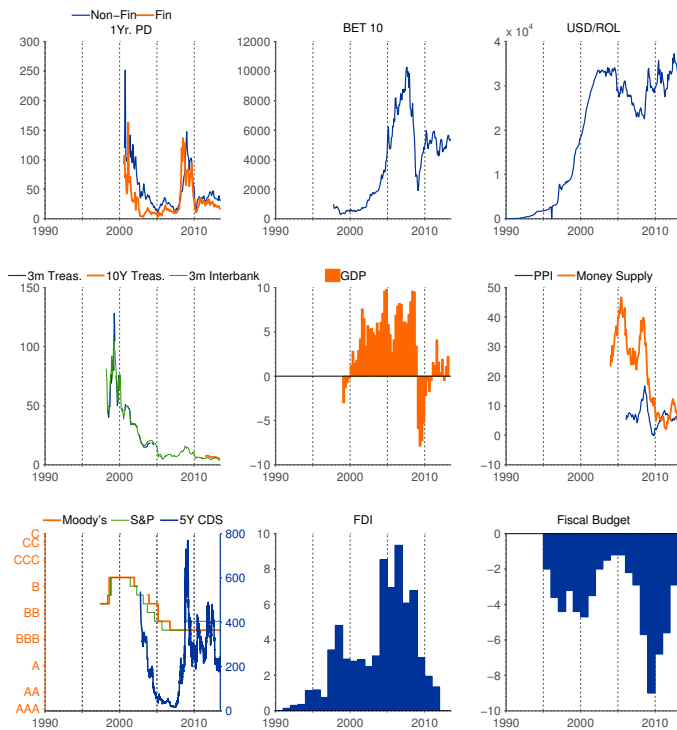 Non−Fin Fin
1Yr. PD
300
250
200
150
100
50
0
1990 2000 2010
BET 10
12000
10000
8000
6000
4000
2000
0
1990 2000 2010
USD/ROL
x 10⁴
4
3
2
1
0
1990 2000 2010
3m Treas. 10Y Treas. 3m Interbank
150
100
50
0
1990 2000 2010
GDP
10
5
0
−5
−10
1990 2000 2010
PPI Money Supply
50
40
30
20
10
0
−10
1990 2000 2010
Moody's S&P 5Y CDS
C
CC
CCC
B
BB
BBB
A
AA
AAA
800
600
400
200
0
1990 2000 2010
FDI
10
8
6
4
2
0
1990 2000 2010
Fiscal Budget
0
−2
−4
−6
−8
−10
1990 2000 2010